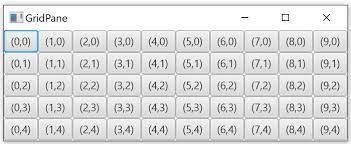 GridPane
(0,0) (1,0) (2,0) (3,0) (4,0) (5,0) (6,0) (7,0) (8,0) (9,0)
(0,1) (1,1) (2,1) (3,1) (4,1) (5,1) (6,1) (7,1) (8,1) (9,1)
(0,2) (1,2) (2,2) (3,2) (4,2) (5,2) (6,2) (7,2) (8,2) (9,2)
(0,3) (1,3) (2,3) (3,3) (4,3) (5,3) (6,3) (7,3) (8,3) (9,3)
(0,4) (1,4) (2,4) (3,4) (4,4) (5,4) (6,4) (7,4) (8,4) (9,4)